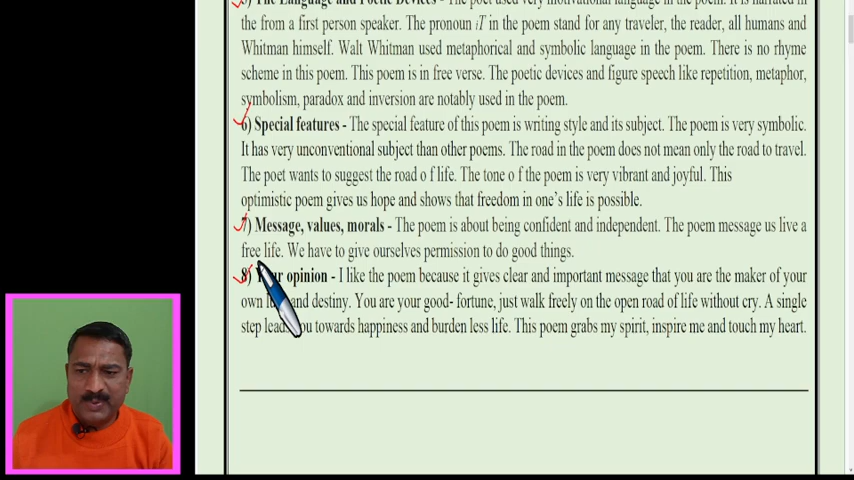 5) The Language and Poetic Devices - The poet used very motivational language in the poem. It is narrated in
the from a first person speaker. The pronoun iT in the poem stand for any traveler, the reader, all humans and
Whitman himself. Walt Whitman used metaphorical and symbolic language in the poem. There is no rhyme
scheme in this poem. This poem is in free verse. The poetic devices and figure speech like repetition, metaphor,
symbolism, paradox and inversion are notably used in the poem.
6) Special features - The special feature of this poem is writing style and its subject. The poem is very symbolic.
It has very unconventional subject than other poems. The road in the poem does not mean only the road to travel.
The poet wants to suggest the road o f life. The tone o f the poem is very vibrant and joyful. This
optimistic poem gives us hope and shows that freedom in one's life is possible.
7) Message, values, morals - The poem is about being confident and independent. The poem message us live a
free life. We have to give ourselves permission to do good things.
8) Your opinion - I like the poem because it gives clear and important message that you are the maker of your
own and destiny. You are your good- fortune, just walk freely on the open road of life without cry. A single
step leads you towards happiness and burden less life. This poem grabs my spirit, inspire me and touch my heart.